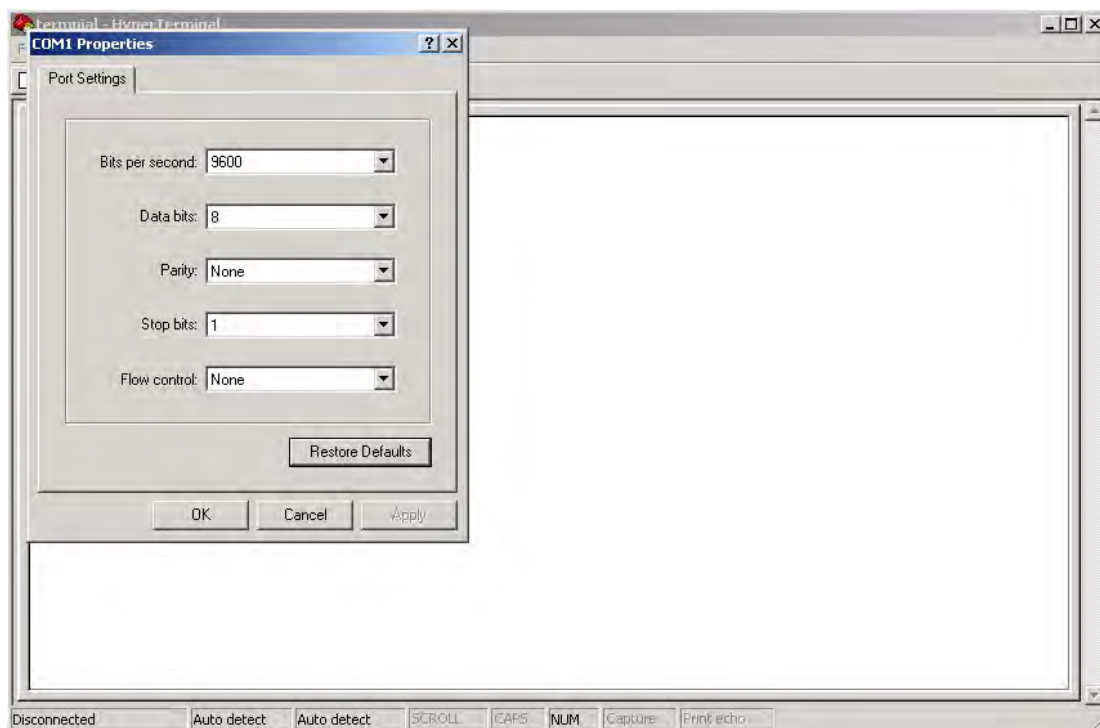 termnial - HyperTerminal
COM1 Properties
Port Settings
Bits per second: 9600
Data bits: 8
Parity: None
Stop bits: 1
Flow control: None
Restore Defaults
OK Cancel Apply
Disconnected Auto detect Auto detect SCROLL CAPS NUM Capture Print echo